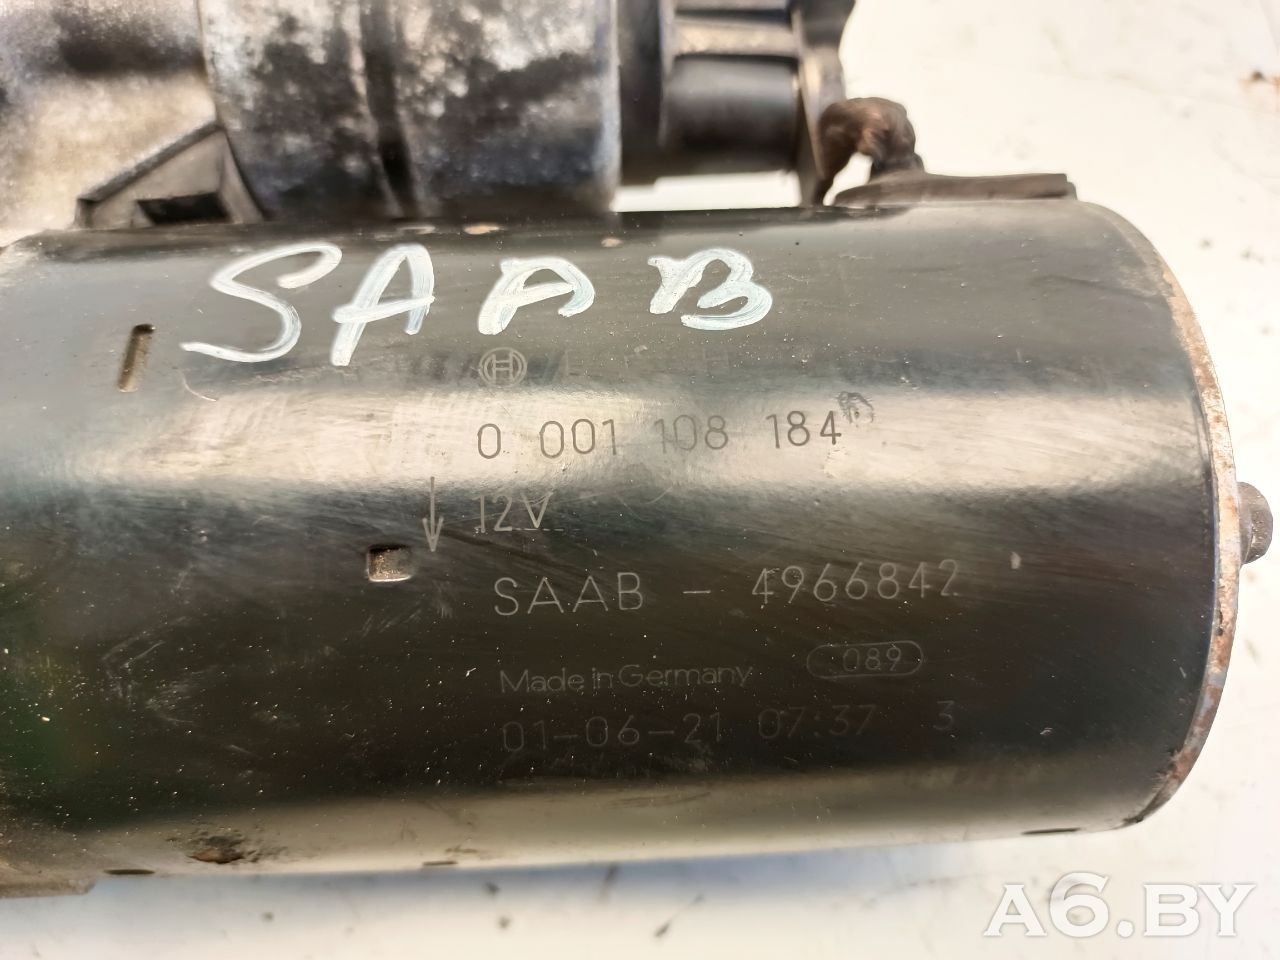 SAAB
0 001 108 184
12V
SAAB - 4966842
Made in Germany 089
01-06-21 07:37 3
A6.BY